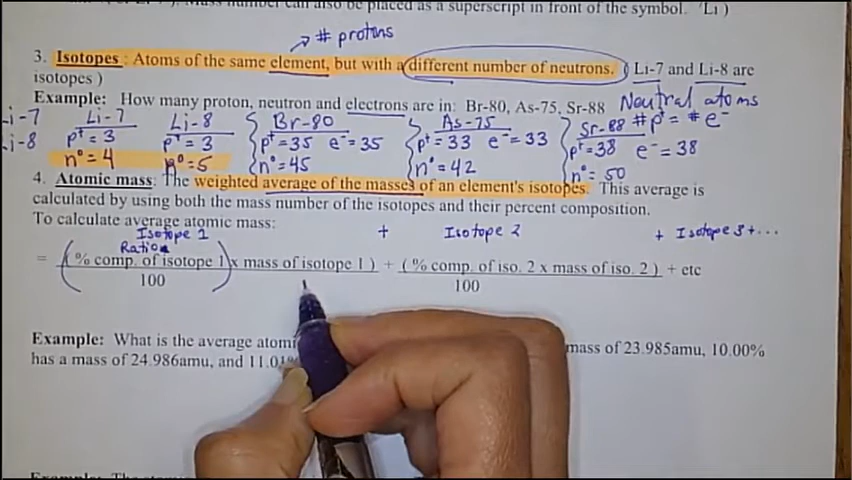 can also be placed as a superscript in front of the symbol. Li )
→ # protons
3. Isotopes : Atoms of the same element, but with a different number of neutrons. ( Li-7 and Li-8 are
isotopes )
Example: How many proton, neutron and electrons are in: Br-80, As-75, Sr-88 Neutral atoms
#p+ = #e-
Li-7 Li-7 Li-8 Br-80 As-75 Sr-88
Li-8 p+ = 3 p+ = 3 p+ = 35 e- = 35 p+ = 33 e- = 33 p+ = 38 e- = 38
n° = 4 n° = 5 n° = 45 n° = 42 n° = 50
4. Atomic mass: The weighted average of the masses of an element's isotopes. This average is
calculated by using both the mass number of the isotopes and their percent composition.
To calculate average atomic mass:
Isotope 1 + Isotope 2 + Isotope 3 + ...
Ratio
= ( % comp. of isotope 1 ) x mass of isotope 1 ) + ( % comp. of iso. 2 x mass of iso. 2 ) + etc
100 100
Example: What is the average atomi mass of 23.985amu, 10.00%
has a mass of 24.986amu, and 11.01%